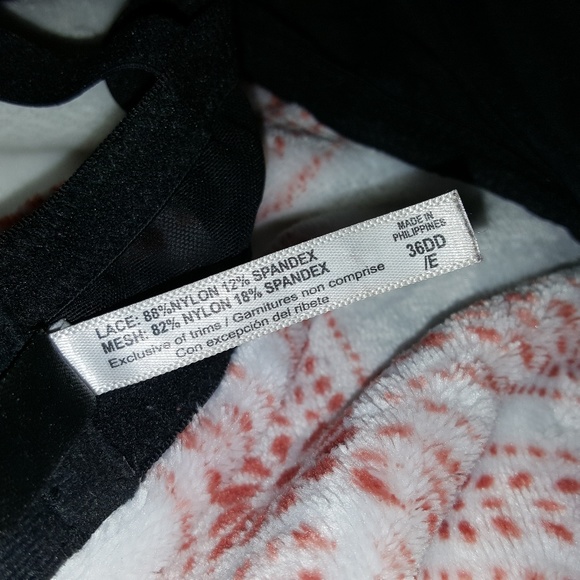 LACE: 88%NYLON 12% SPANDEX
MESH: 82% NYLON 18% SPANDEX
Exclusive of trims / Garnitures non comprise
Con excepción del ribete
MADE IN
PHILIPPINES
36DD
/E